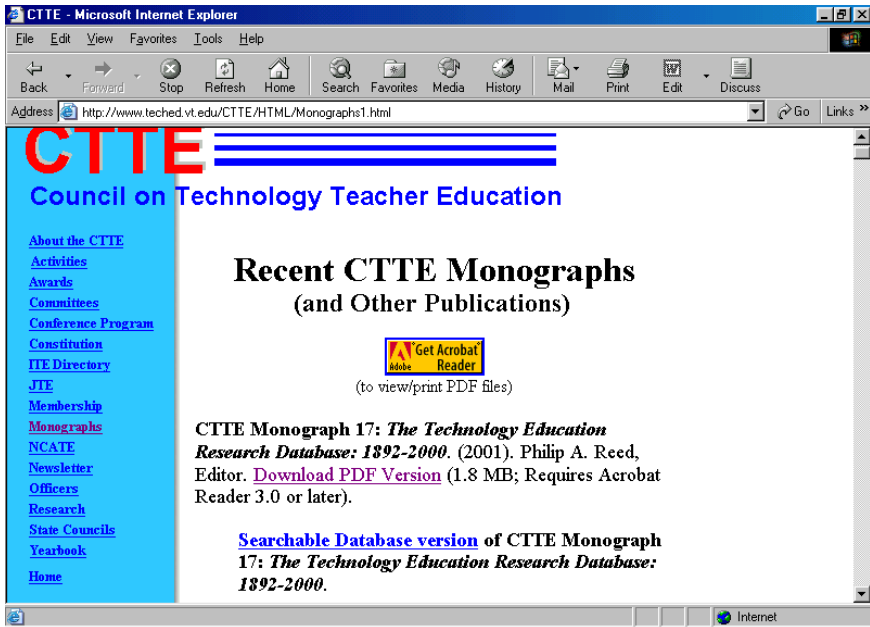 CTTE - Microsoft Internet Explorer
File Edit View Favorites Tools Help
Back Forward Stop Refresh Home Search Favorites Media History Mail Print Edit Discuss
Address http://www.teched.vt.edu/CTTE/HTML/Monographs1.html Go Links »
CTTE
Council on Technology Teacher Education
About the CTTE
Activities
Awards
Committees
Conference Program
Constitution
ITE Directory
JTE
Membership
Monographs
NCATE
Newsletter
Officers
Research
State Councils
Yearbook
Home
Recent CTTE Monographs
(and Other Publications)
Get Acrobat
Adobe Reader
(to view/print PDF files)
CTTE Monograph 17: The Technology Education
Research Database: 1892-2000. (2001). Philip A. Reed,
Editor. Download PDF Version (1.8 MB; Requires Acrobat
Reader 3.0 or later).
Searchable Database version of CTTE Monograph
17: The Technology Education Research Database:
1892-2000.
Internet